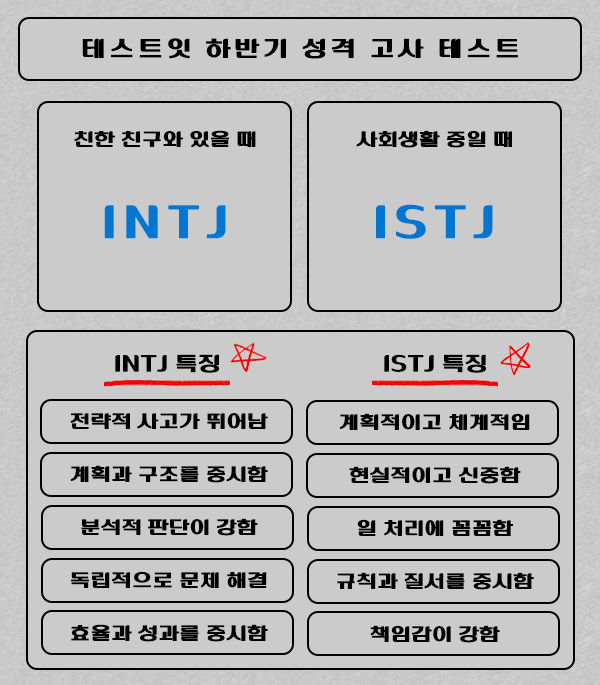 테스트잇 하반기 성격 고사 테스트
친한 친구와 있을 때
INTJ
사회생활 중일 때
ISTJ
INTJ 특징
전략적 사고가 뛰어남
계획과 구조를 중시함
분석적 판단이 강함
독립적으로 문제 해결
효율과 성과를 중시함
ISTJ 특징
계획적이고 체계적임
현실적이고 신중함
일 처리에 꼼꼼함
규칙과 질서를 중시함
책임감이 강함